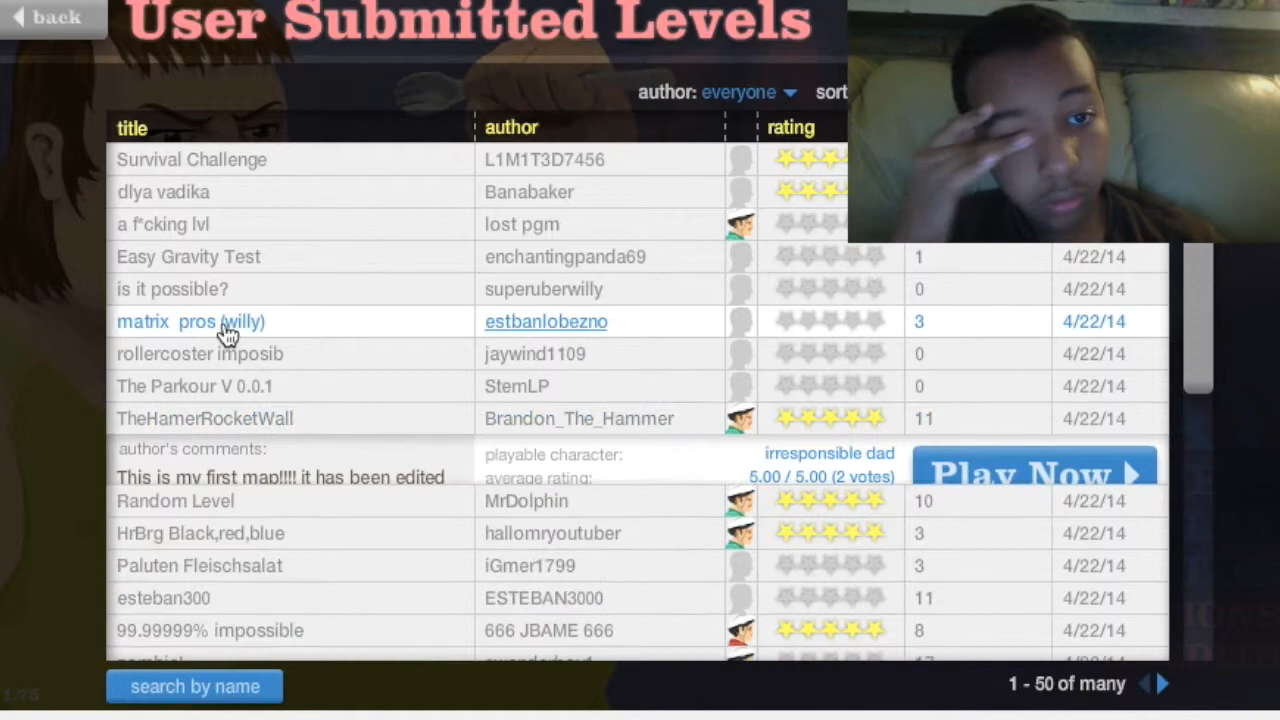 back
User Submitted Levels
author: everyone sort
title author rating
Survival Challenge L1M1T3D7456
dlya vadika Banabaker
a f*cking lvl lost pgm
Easy Gravity Test enchantingpanda69 1 4/22/14
is it possible? superuberwilly 0 4/22/14
matrix pros (willy) estbanlobezno 3 4/22/14
rollercoster imposib jaywind1109 0 4/22/14
The Parkour V 0.0.1 StemLP 0 4/22/14
TheHamerRocketWall Brandon_The_Hammer 11 4/22/14
author's comments: playable character: irresponsible dad Play Now
This is my first map!!!! it has been edited average rating: 5.00 / 5.00 (2 votes)
Random Level MrDolphin 10 4/22/14
HrBrg Black,red,blue hallomryoutuber 3 4/22/14
Paluten Fleischsalat iGmer1799 3 4/22/14
esteban300 ESTEBAN3000 11 4/22/14
99.99999% impossible 666 JBAME 666 8 4/22/14
search by name 1 - 50 of many